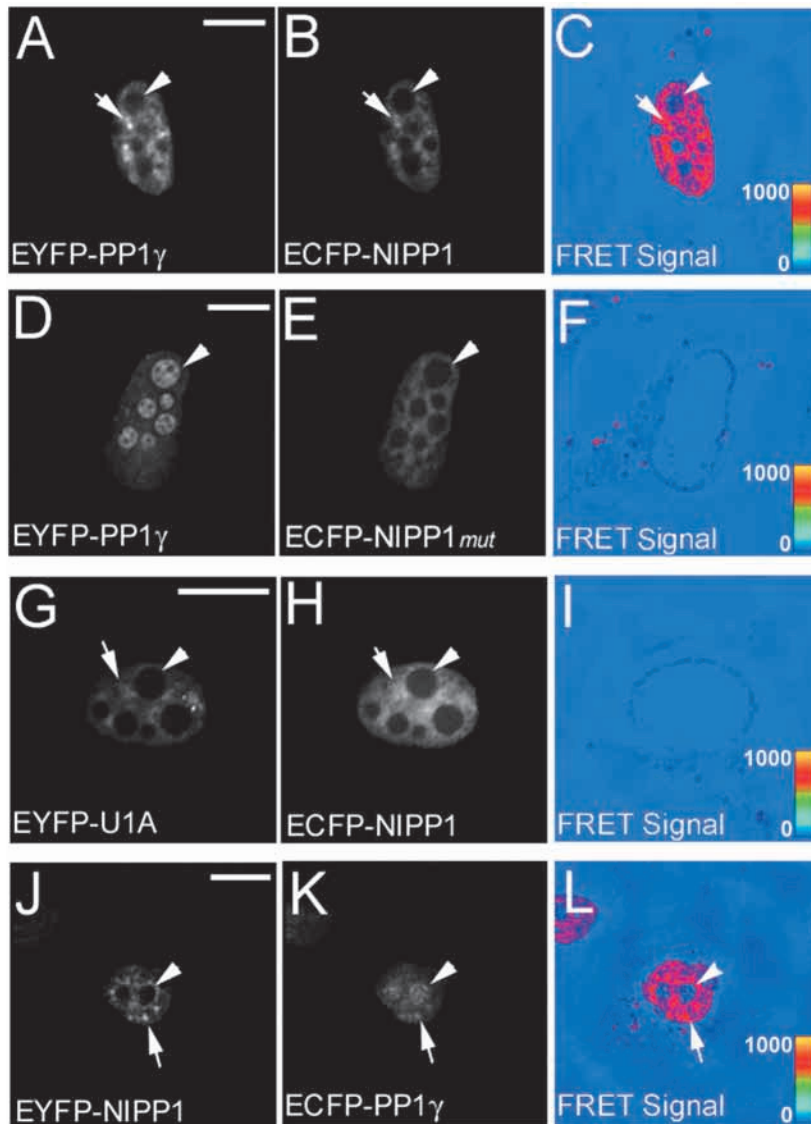 A
B
C
EYFP-PP1γ
ECFP-NIPP1
1000
0
FRET Signal
D
E
F
EYFP-PP1γ
ECFP-NIPP1mut
1000
0
FRET Signal
G
H
I
EYFP-U1A
ECFP-NIPP1
1000
0
FRET Signal
J
K
L
EYFP-NIPP1
ECFP-PP1γ
1000
0
FRET Signal